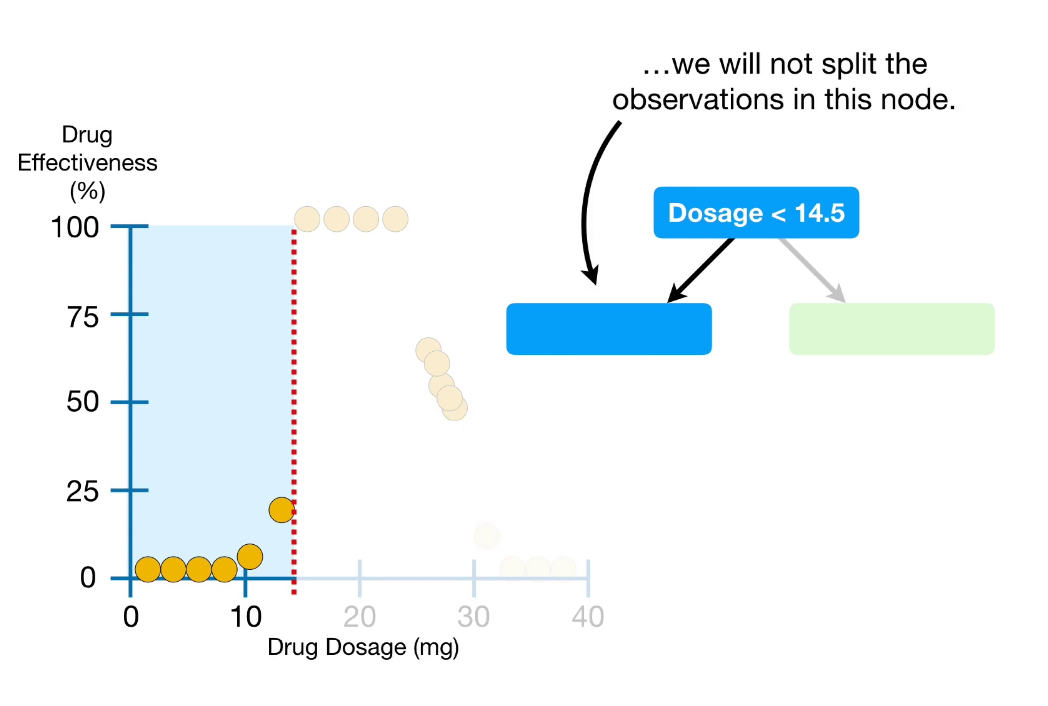 …we will not split the
observations in this node.
Drug
Effectiveness
(%)
Dosage < 14.5
100
75
50
25
0
0 10 20 30 40
Drug Dosage (mg)